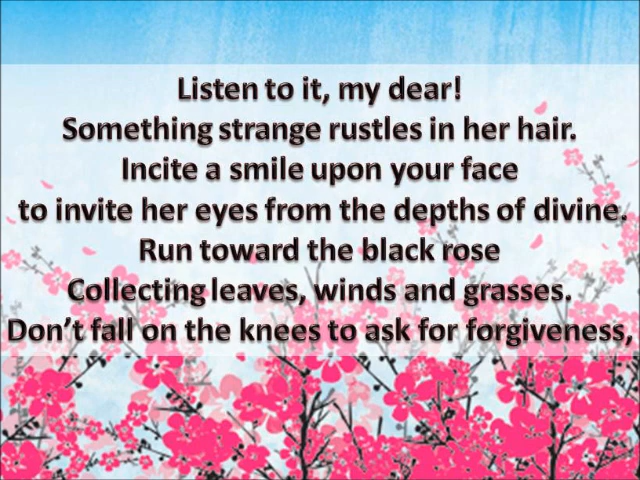 Listen to it, my dear!
Something strange rustles in her hair.
Incite a smile upon your face
to invite her eyes from the depths of divine.
Run toward the black rose
Collecting leaves, winds and grasses.
Don’t fall on the knees to ask for forgiveness,